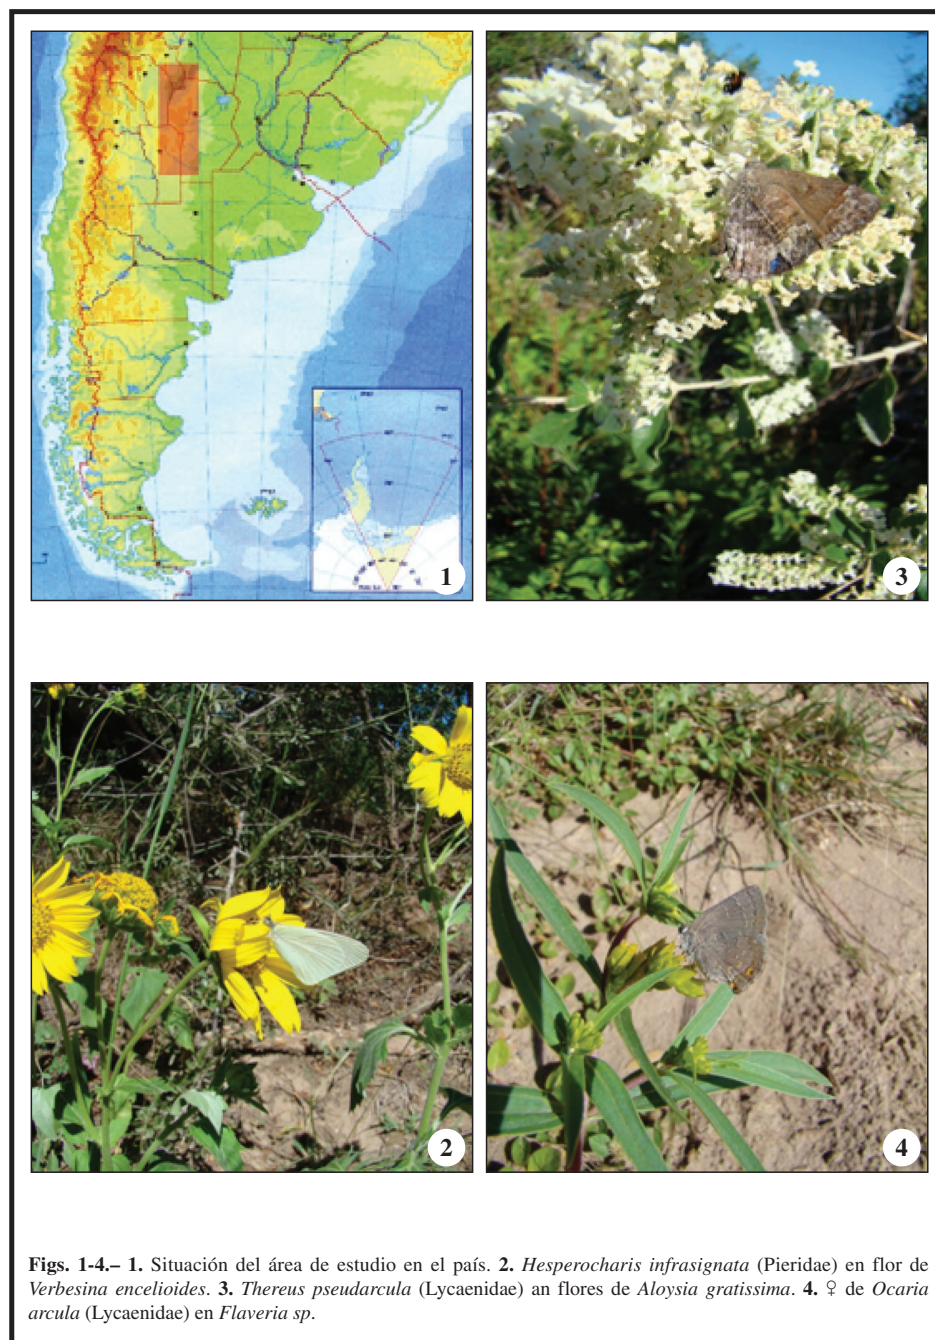 1
3
2
4
Figs. 1-4.– 1. Situación del área de estudio en el país. 2. Hesperocharis infrasignata (Pieridae) en flor de
Verbesina encelioides. 3. Thereus pseudarcula (Lycaenidae) an flores de Aloysia gratissima. 4. ♀ de Ocaria
arcula (Lycaenidae) en Flaveria sp.